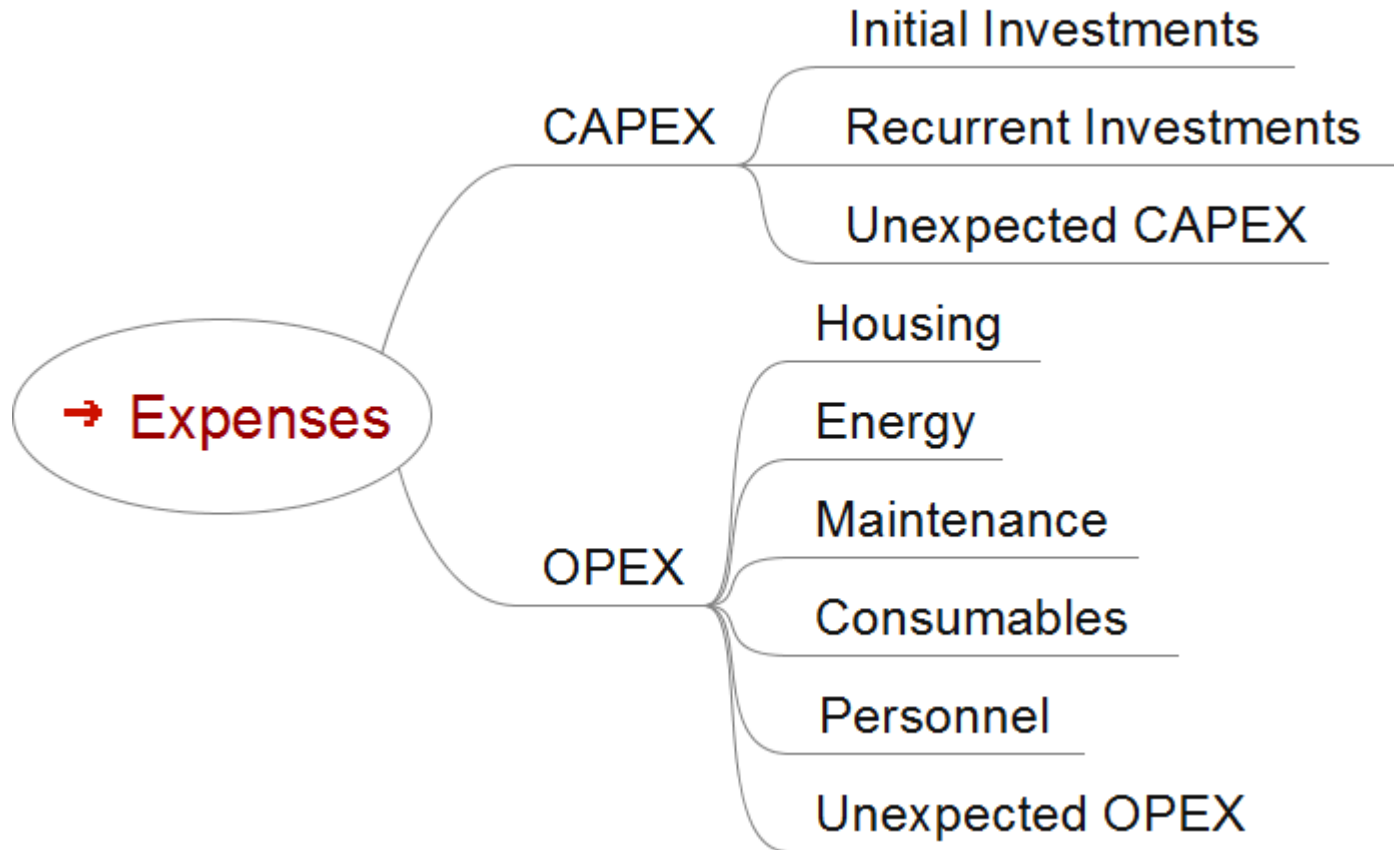 Expenses
CAPEX
Initial Investments
Recurrent Investments
Unexpected CAPEX
OPEX
Housing
Energy
Maintenance
Consumables
Personnel
Unexpected OPEX